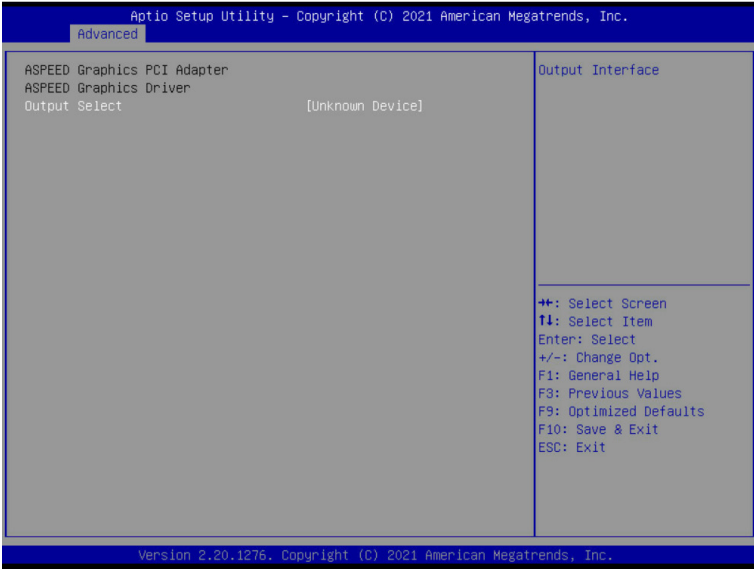 Aptio Setup Utility – Copyright (C) 2021 American Megatrends, Inc.
Advanced
ASPEED Graphics PCI Adapter
ASPEED Graphics Driver
Output Select [Unknown Device]
Output Interface
→←: Select Screen
↑↓: Select Item
Enter: Select
+/-: Change Opt.
F1: General Help
F3: Previous Values
F9: Optimized Defaults
F10: Save & Exit
ESC: Exit
Version 2.20.1276. Copyright (C) 2021 American Megatrends, Inc.